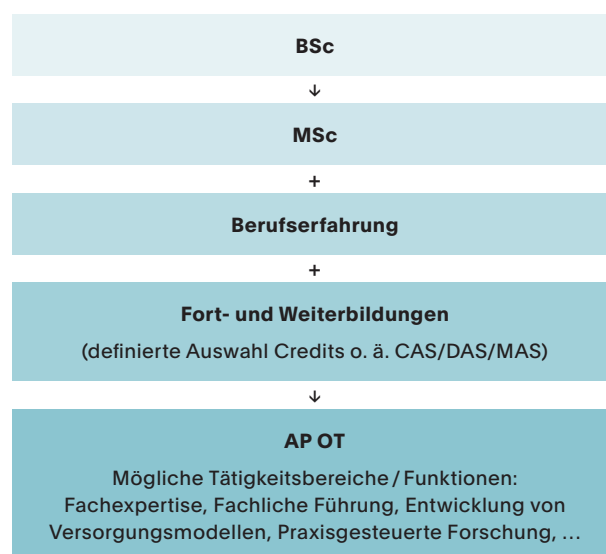 BSc
↓
MSc
+
Berufserfahrung
+
Fort- und Weiterbildungen
(definierte Auswahl Credits o. ä. CAS/DAS/MAS)
↓
AP OT
Mögliche Tätigkeitsbereiche / Funktionen:
Fachexpertise, Fachliche Führung, Entwicklung von
Versorgungsmodellen, Praxisgesteuerte Forschung, …